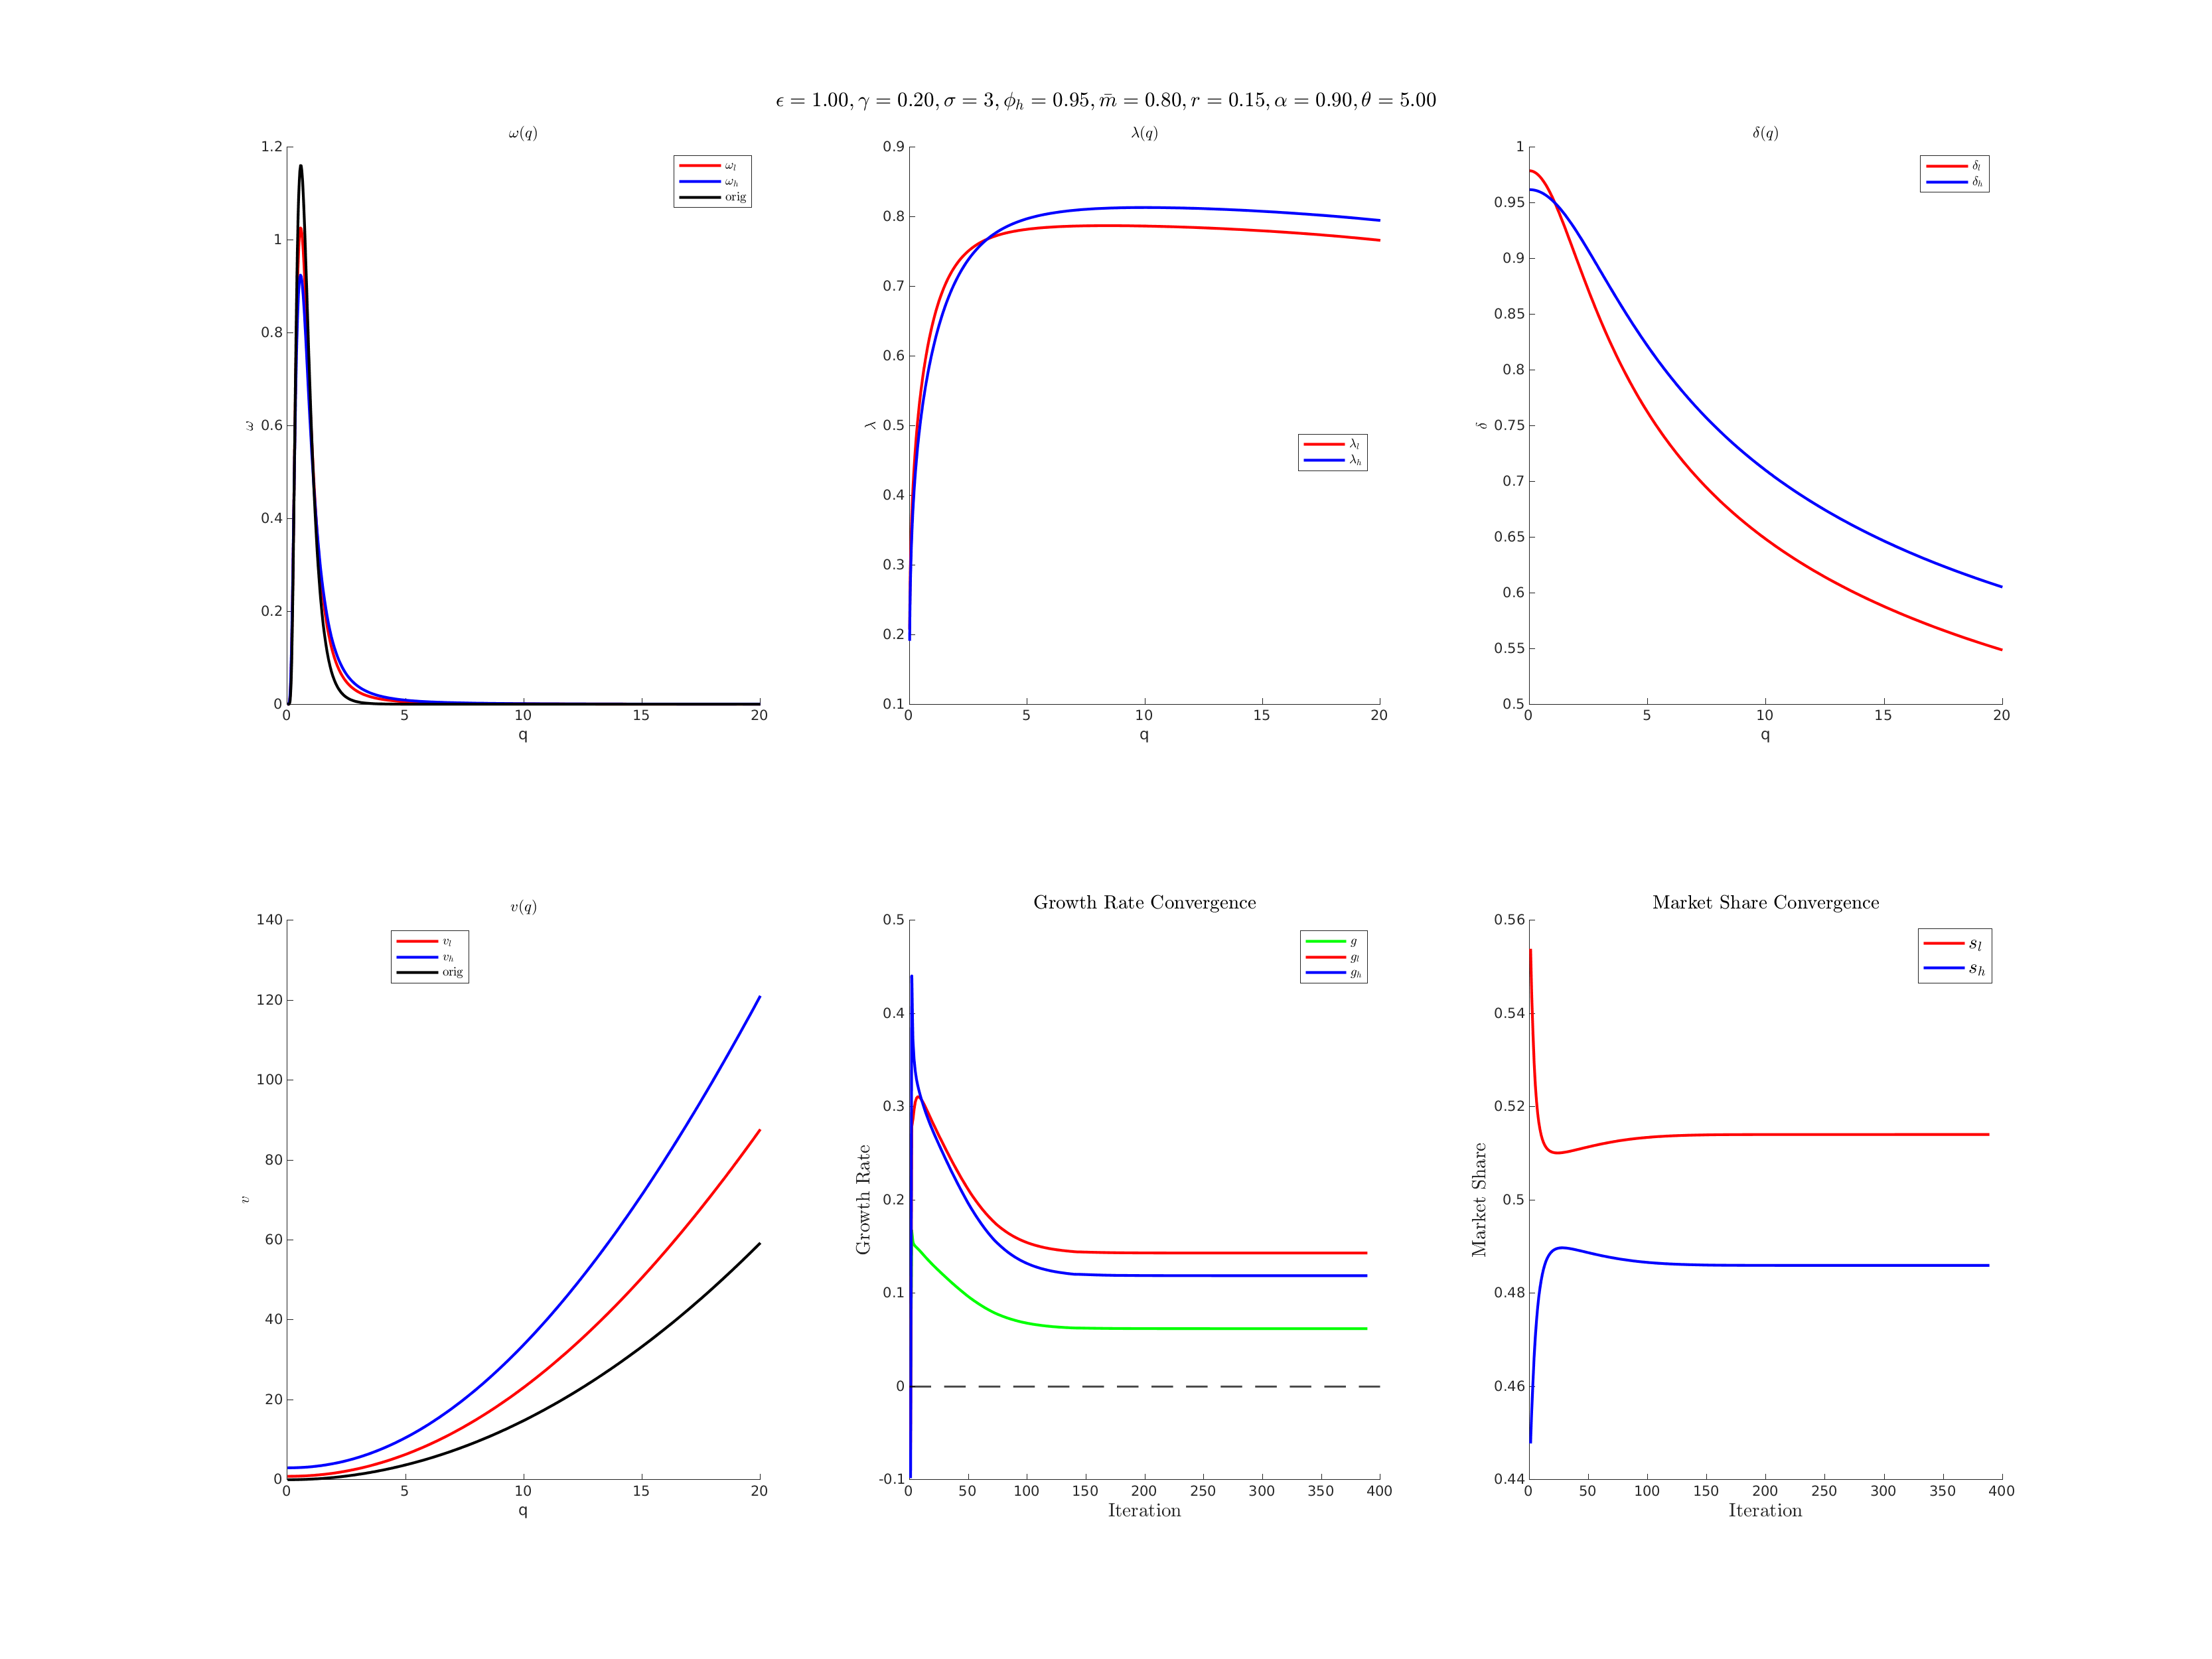 ϵ = 1.00, γ = 0.20, σ = 3, ϕ_h = 0.95, m̄ = 0.80, r = 0.15, α = 0.90, θ = 5.00
ω(q)
1.2
1
0.8
0.6
0.4
0.2
0
ω
ω_l
ω_h
orig
0 5 10 15 20
q
λ(q)
0.9
0.8
0.7
0.6
0.5
0.4
0.3
0.2
0.1
λ
λ_l
λ_h
0 5 10 15 20
q
δ(q)
1
0.95
0.9
0.85
0.8
0.75
0.7
0.65
0.6
0.55
0.5
δ
δ_l
δ_h
0 5 10 15 20
q
v(q)
140
120
100
80
60
40
20
0
v
v_l
v_h
orig
0 5 10 15 20
q
Growth Rate Convergence
0.5
0.4
0.3
0.2
0.1
0
-0.1
Growth Rate
g
g_l
g_h
0 50 100 150 200 250 300 350 400
Iteration
Market Share Convergence
0.56
0.54
0.52
0.5
0.48
0.46
0.44
Market Share
s_l
s_h
0 50 100 150 200 250 300 350 400
Iteration